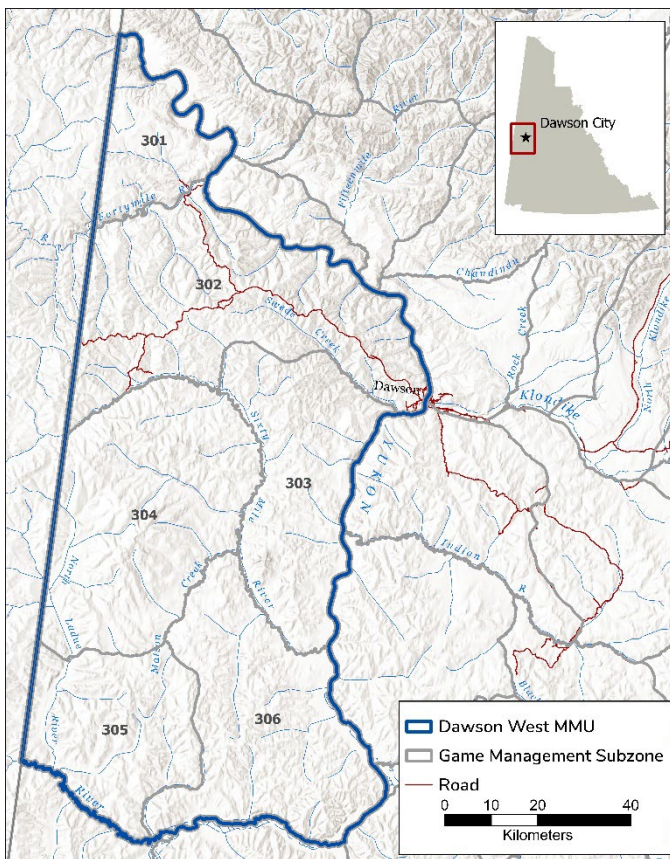 Dawson City
River
301
Fifteenmile
Fortymile R.
R.
302
Chandindu
Swede
Creek
Rock Creek
Klondike
North
Dawson
Klondike
Sixty
YUKON
303
Mile
304
Indian
R.
North
Creek
River
Ladue
Matson
305
306
River
River
Dawson West MMU
Game Management Subzone
Road
0 10 20 40
Kilometers